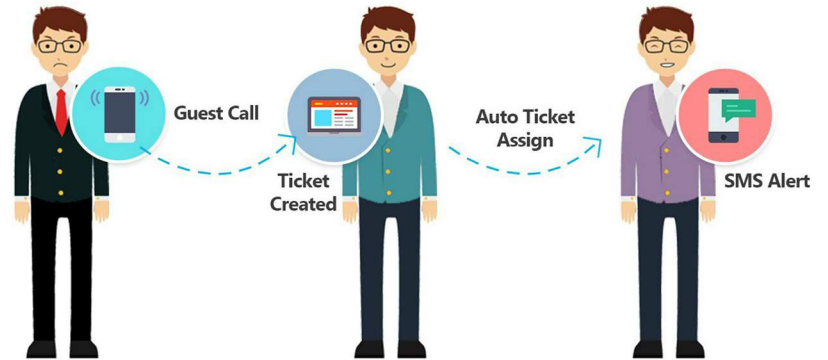 Guest Call
Ticket
Created
Auto Ticket
Assign
SMS Alert